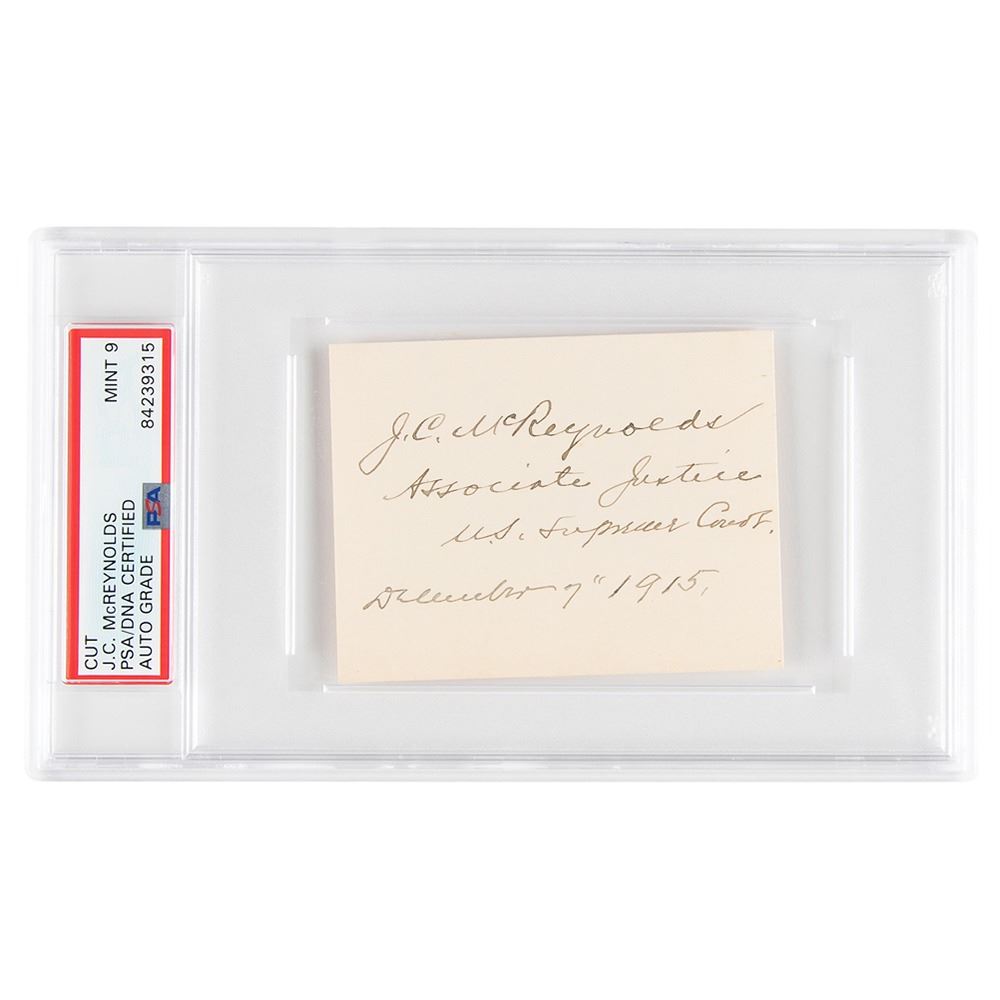 CUT
J.C. McREYNOLDS
PSA/DNA CERTIFIED
AUTO GRADE
MINT 9
84239315
PSA
J.C. McReynolds
Associate Justice
U.S. Supreme Court.
December 7" 1915.